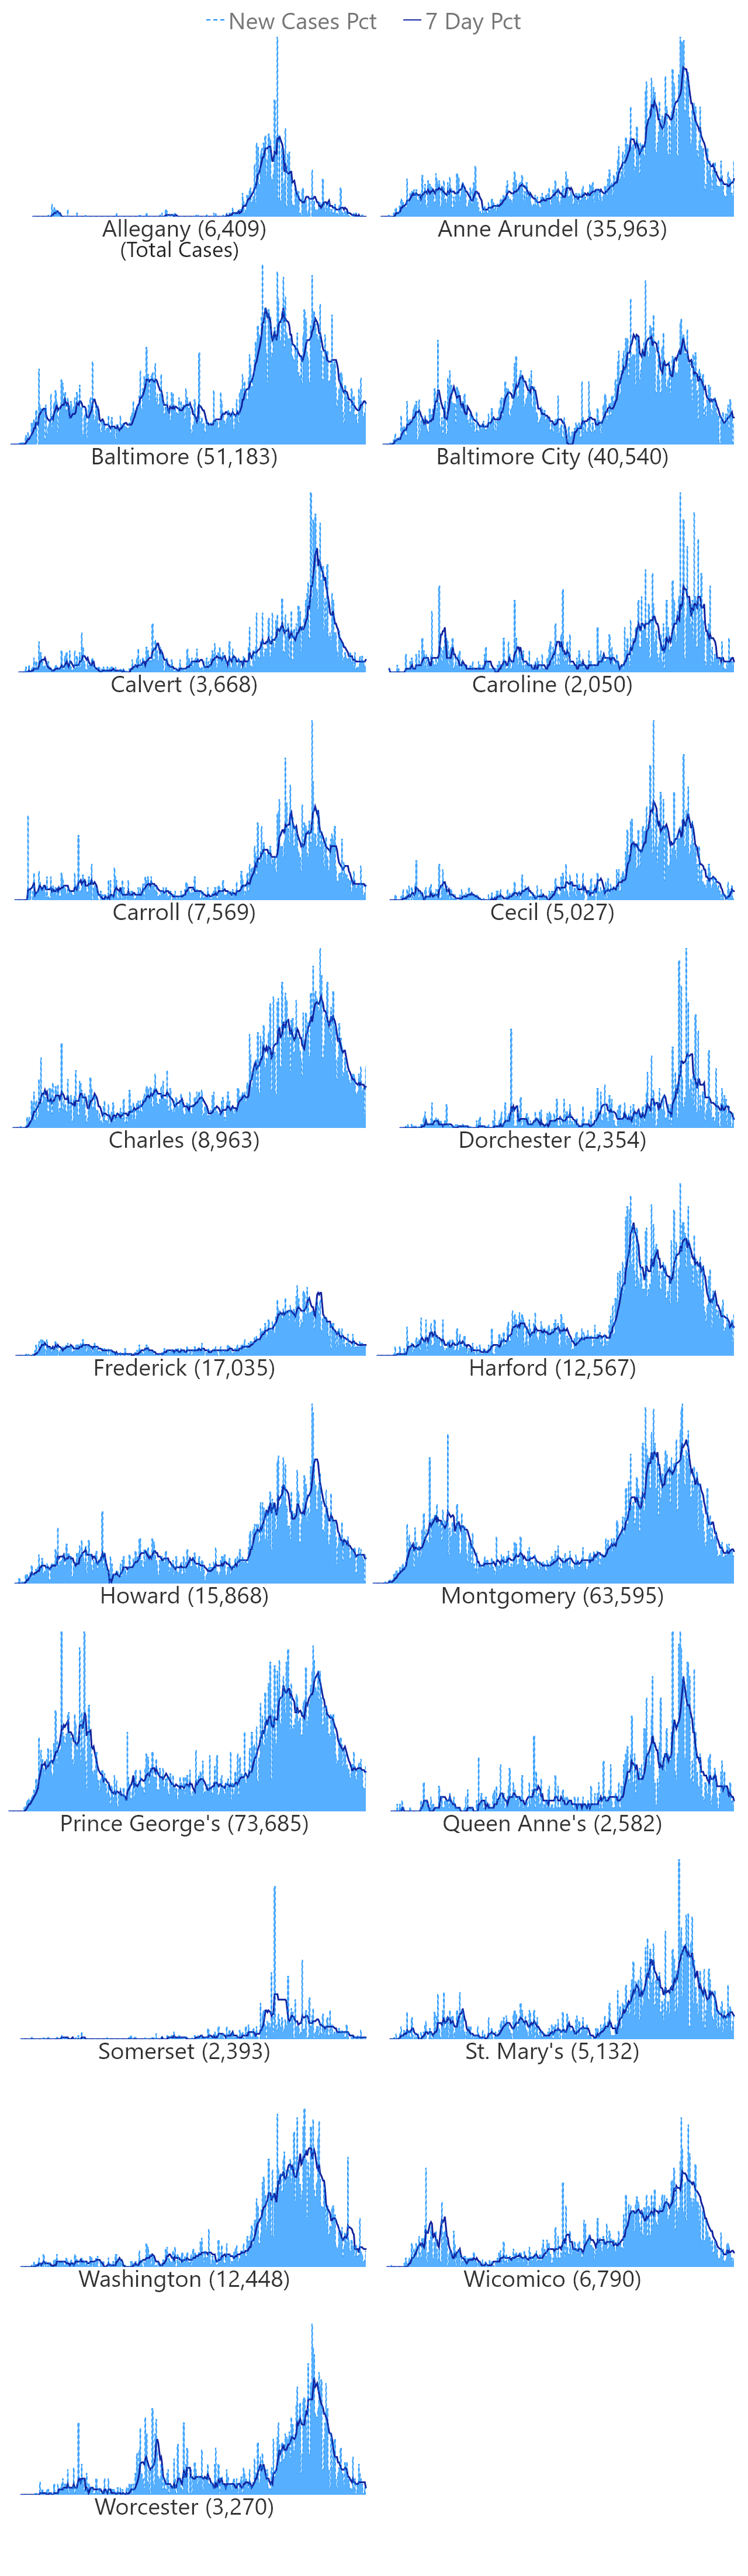 New Cases Pct 7 Day Pct
Allegany (6,409) Anne Arundel (35,963)
(Total Cases)
Baltimore (51,183) Baltimore City (40,540)
Calvert (3,668) Caroline (2,050)
Carroll (7,569) Cecil (5,027)
Charles (8,963) Dorchester (2,354)
Frederick (17,035) Harford (12,567)
Howard (15,868) Montgomery (63,595)
Prince George's (73,685) Queen Anne's (2,582)
Somerset (2,393) St. Mary's (5,132)
Washington (12,448) Wicomico (6,790)
Worcester (3,270)